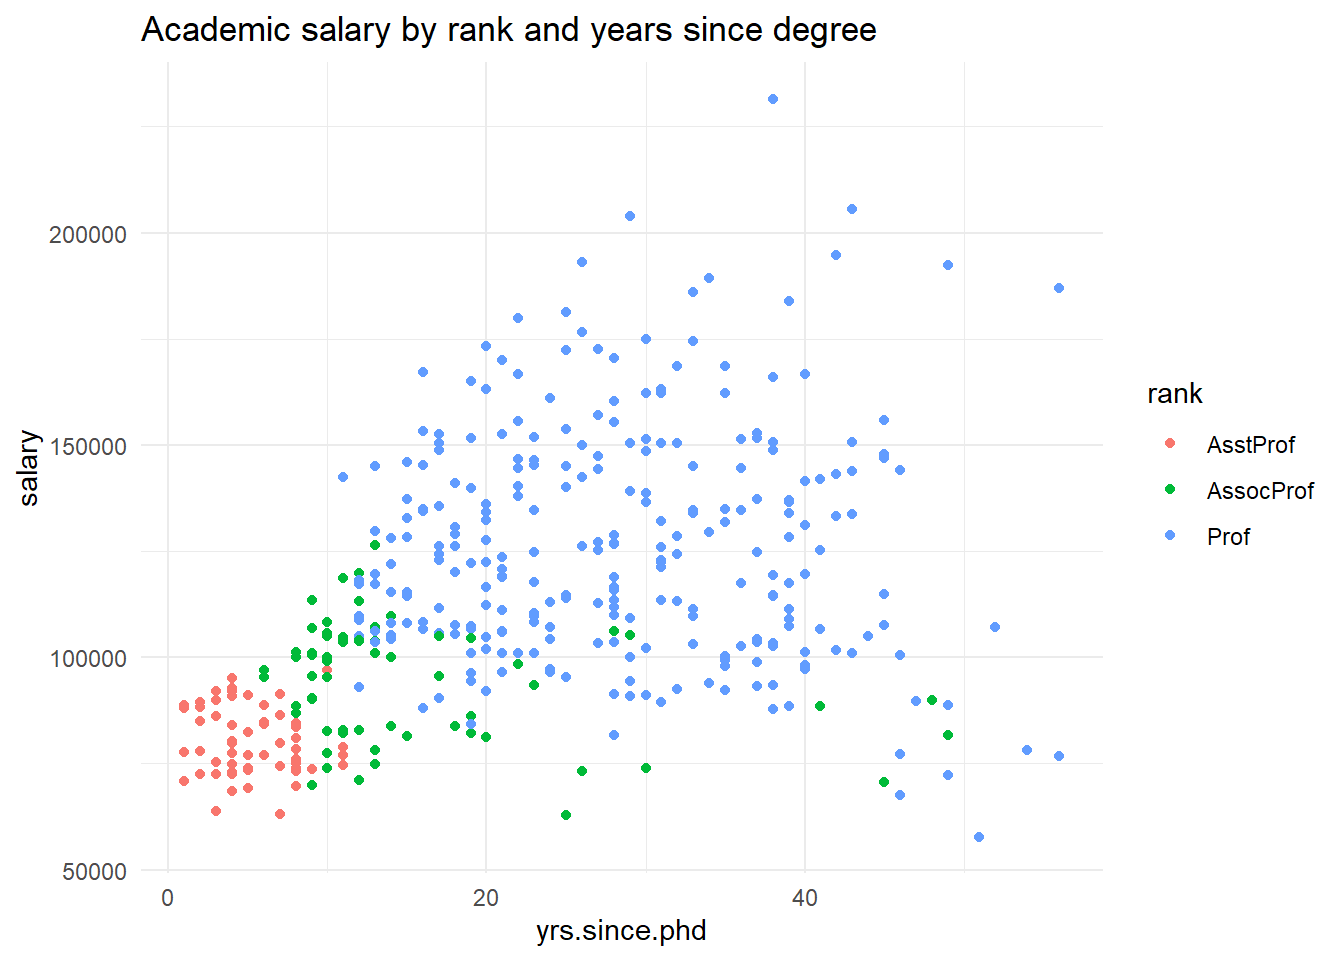 Academic salary by rank and years since degree
salary
200000
150000
100000
50000
0
20
40
yrs.since.phd
rank
AsstProf
AssocProf
Prof